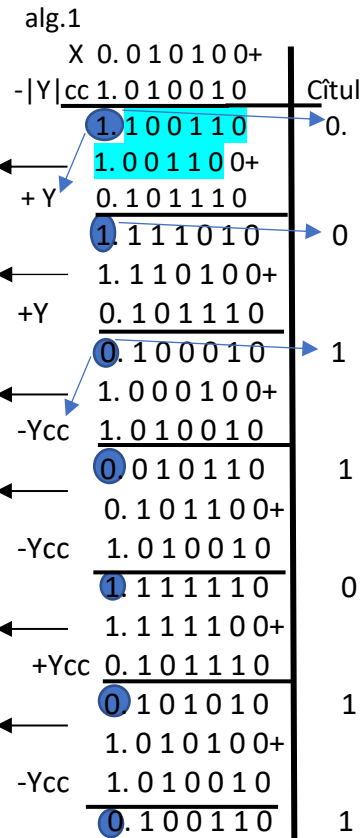 alg.1
X 0. 0 1 0 1 0 0+
-|Y|cc 1. 0 1 0 0 1 0 Cîtul
1. 1 0 0 1 1 0 0.
1. 0 0 1 1 0 0+
+ Y 0. 1 0 1 1 1 0
1. 1 1 1 0 1 0 0
1. 1 1 0 1 0 0+
+Y 0. 1 0 1 1 1 0
0. 1 0 0 0 1 0 1
1. 0 0 0 1 0 0+
-Ycc 1. 0 1 0 0 1 0
0. 0 1 0 1 1 0 1
0. 1 0 1 1 0 0+
-Ycc 1. 0 1 0 0 1 0
1. 1 1 1 1 1 0 0
1. 1 1 1 1 0 0+
+Ycc 0. 1 0 1 1 1 0
0. 1 0 1 0 1 0 1
1. 0 1 0 1 0 0+
-Ycc 1. 0 1 0 0 1 0
0. 1 0 0 1 1 0 1